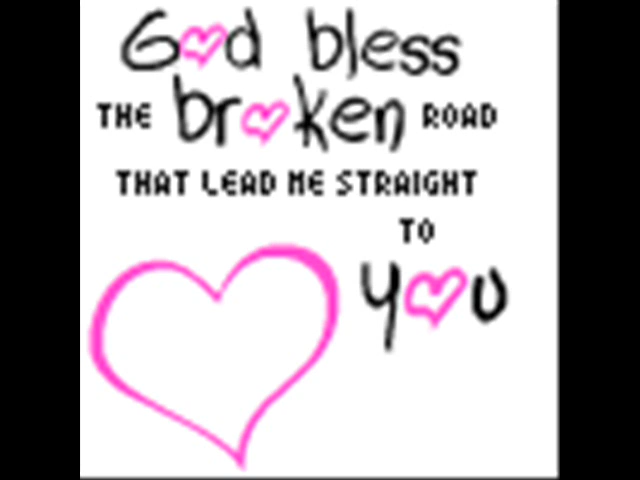 God bless
THE broken ROAD
THAT LEAD ME STRAIGHT
TO
you